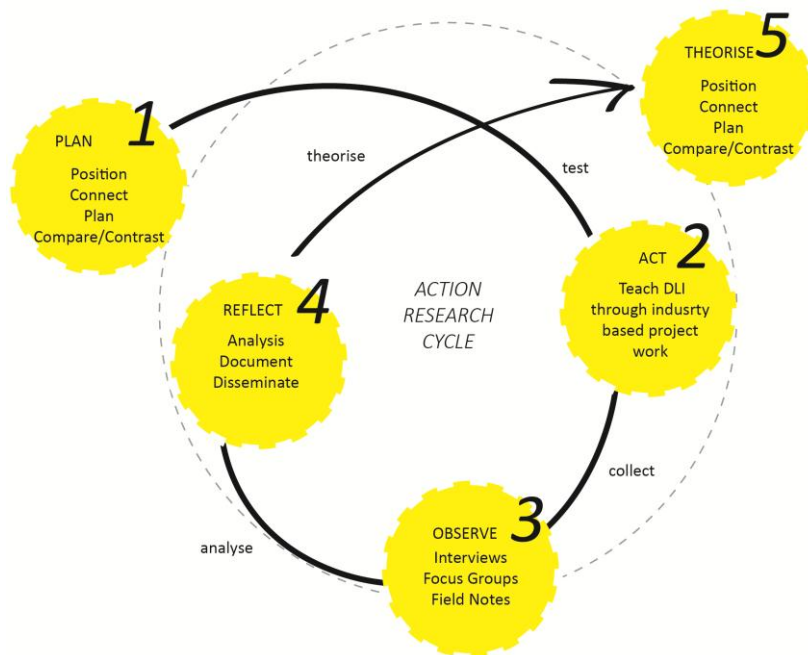 1
PLAN
Position
Connect
Plan
Compare/Contrast
test
2
ACT
Teach DLI
through indusrty
based project
work
collect
3
OBSERVE
Interviews
Focus Groups
Field Notes
analyse
4
REFLECT
Analysis
Document
Disseminate
theorise
5
THEORISE
Position
Connect
Plan
Compare/Contrast
ACTION
RESEARCH
CYCLE